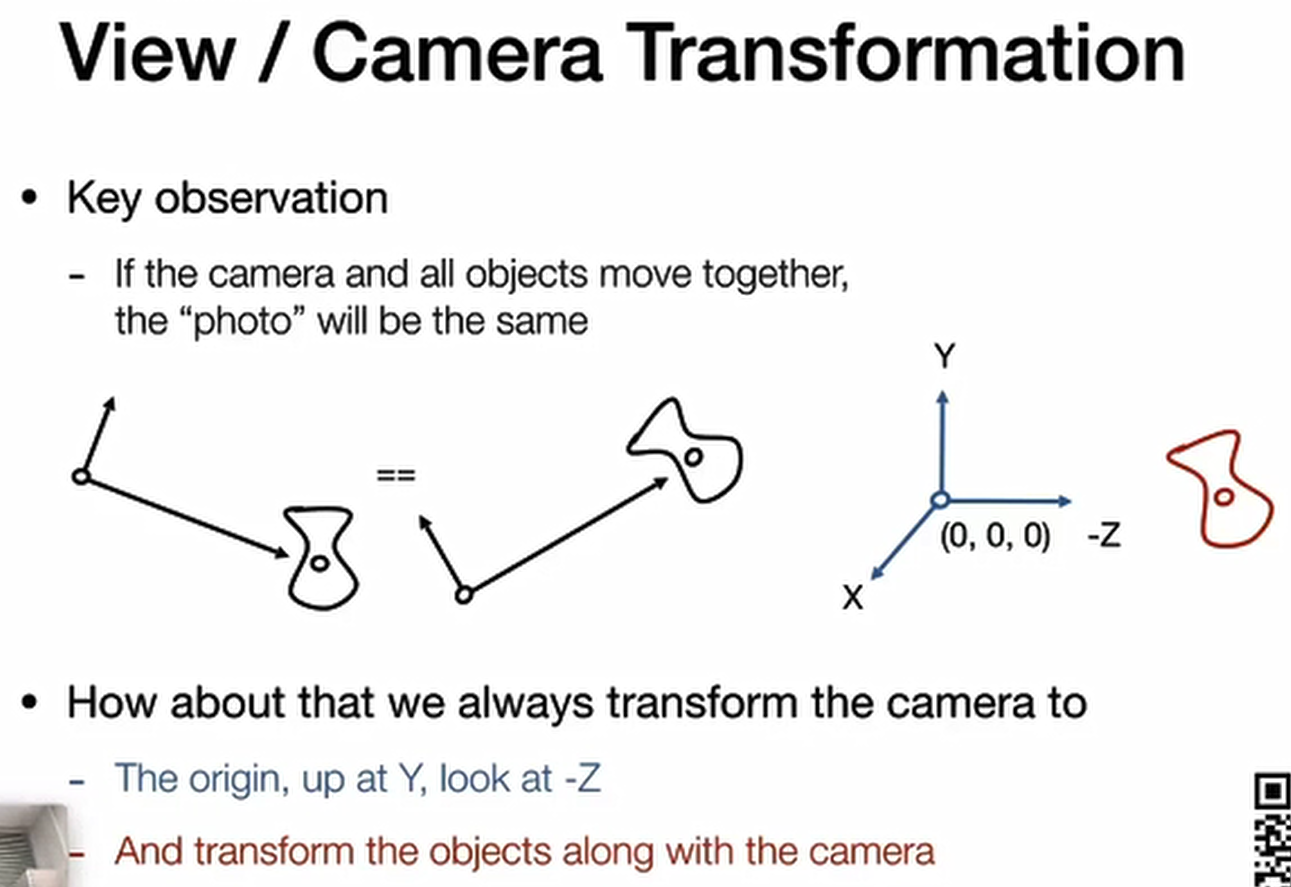 View / Camera Transformation
• Key observation
- If the camera and all objects move together,
the “photo” will be the same
Y
==
(0, 0, 0) -Z
X
• How about that we always transform the camera to
- The origin, up at Y, look at -Z
- And transform the objects along with the camera